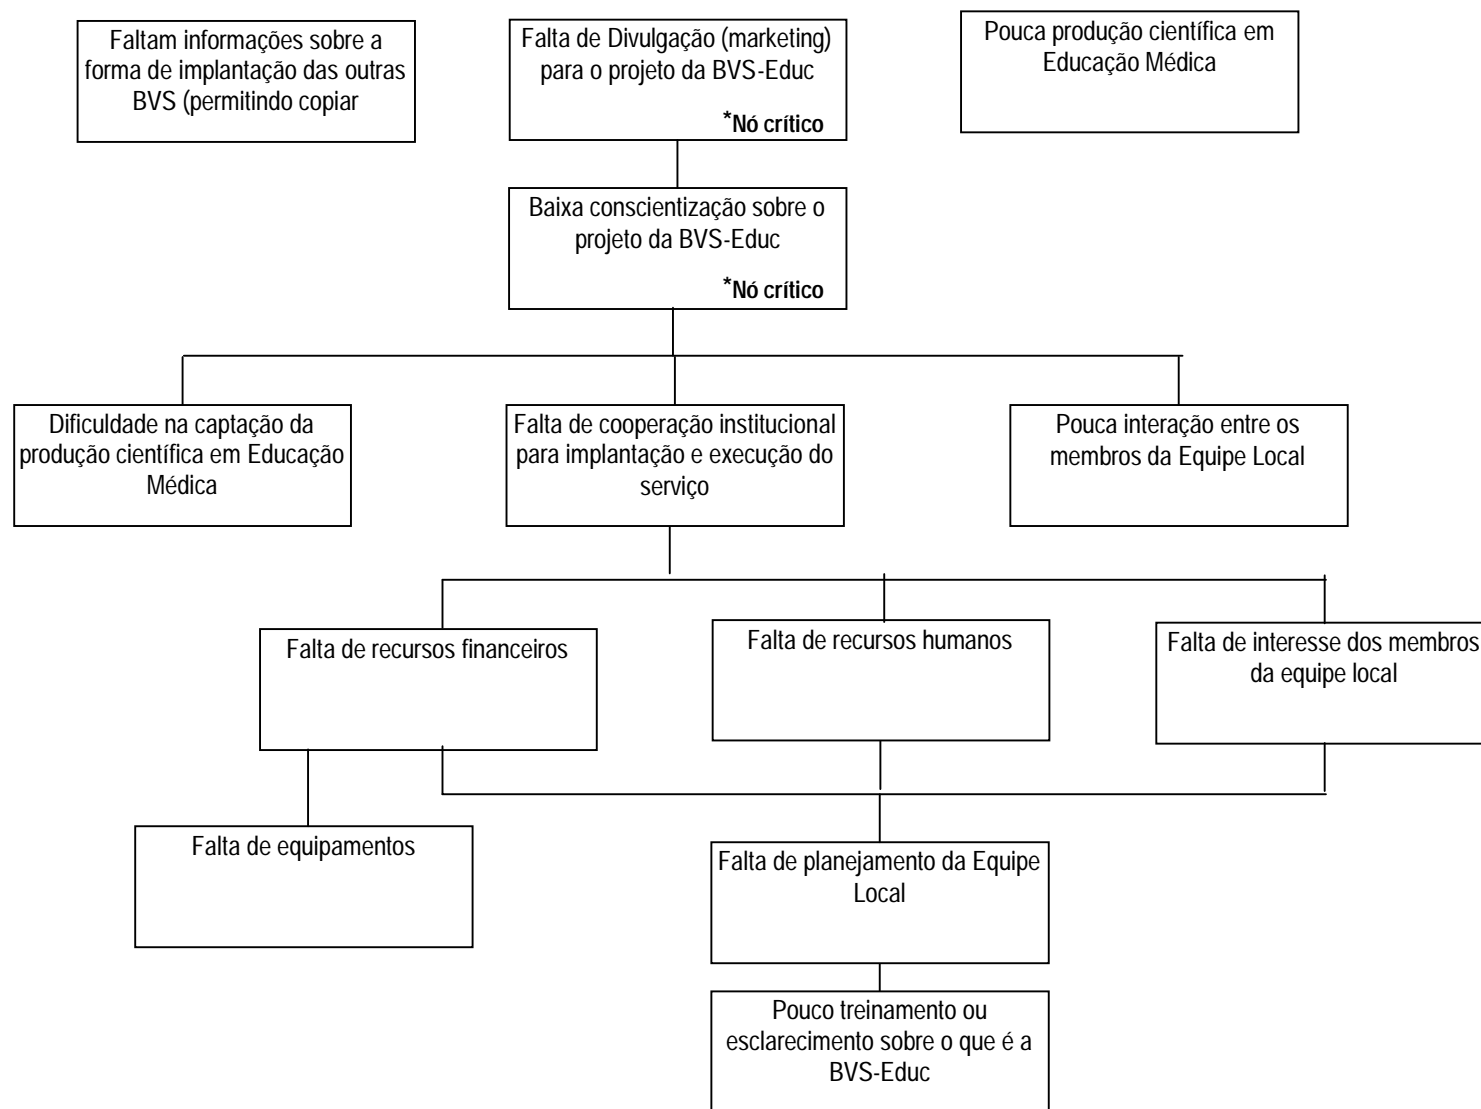 Faltam informações sobre a
forma de implantação das outras
BVS (permitindo copiar
Falta de Divulgação (marketing)
para o projeto da BVS-Educ
*Nó crítico
Pouca produção científica em
Educação Médica
Baixa conscientização sobre o
projeto da BVS-Educ
*Nó crítico
Dificuldade na captação da
produção científica em Educação
Médica
Falta de cooperação institucional
para implantação e execução do
serviço
Pouca interação entre os
membros da Equipe Local
Falta de recursos financeiros
Falta de recursos humanos
Falta de interesse dos membros
da equipe local
Falta de equipamentos
Falta de planejamento da Equipe
Local
Pouco treinamento ou
esclarecimento sobre o que é a
BVS-Educ